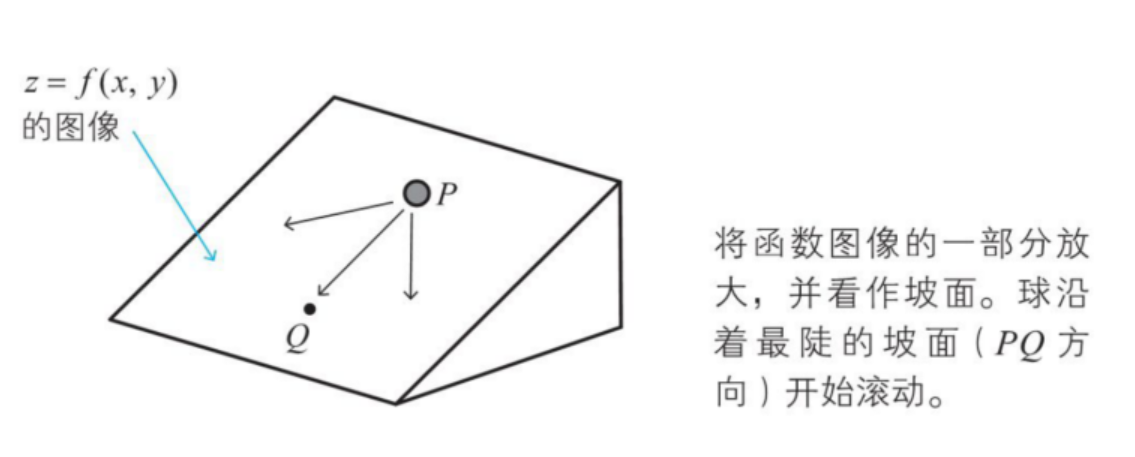 z = f(x, y)
的图像
P
Q
将函数图像的一部分放
大，并看作坡面。球沿
着最陡的坡面（PQ 方
向）开始滚动。